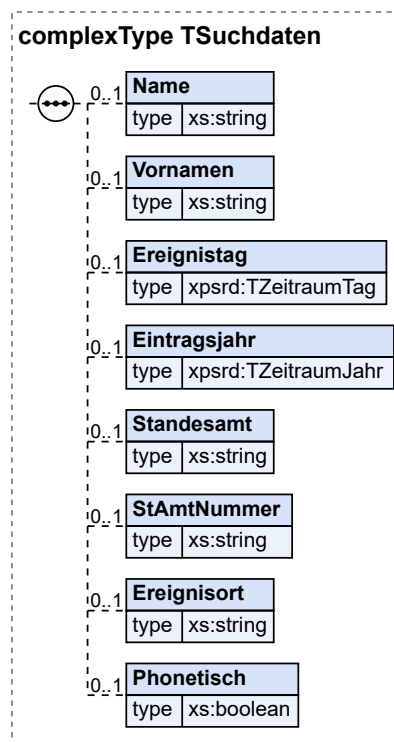 complexType TSuchdaten
0..1 Name
type xs:string
0..1 Vornamen
type xs:string
0..1 Ereignistag
type xpsrd:TZeitraumTag
0..1 Eintragsjahr
type xpsrd:TZeitraumJahr
0..1 Standesamt
type xs:string
0..1 StAmtNummer
type xs:string
0..1 Ereignisort
type xs:string
0..1 Phonetisch
type xs:boolean